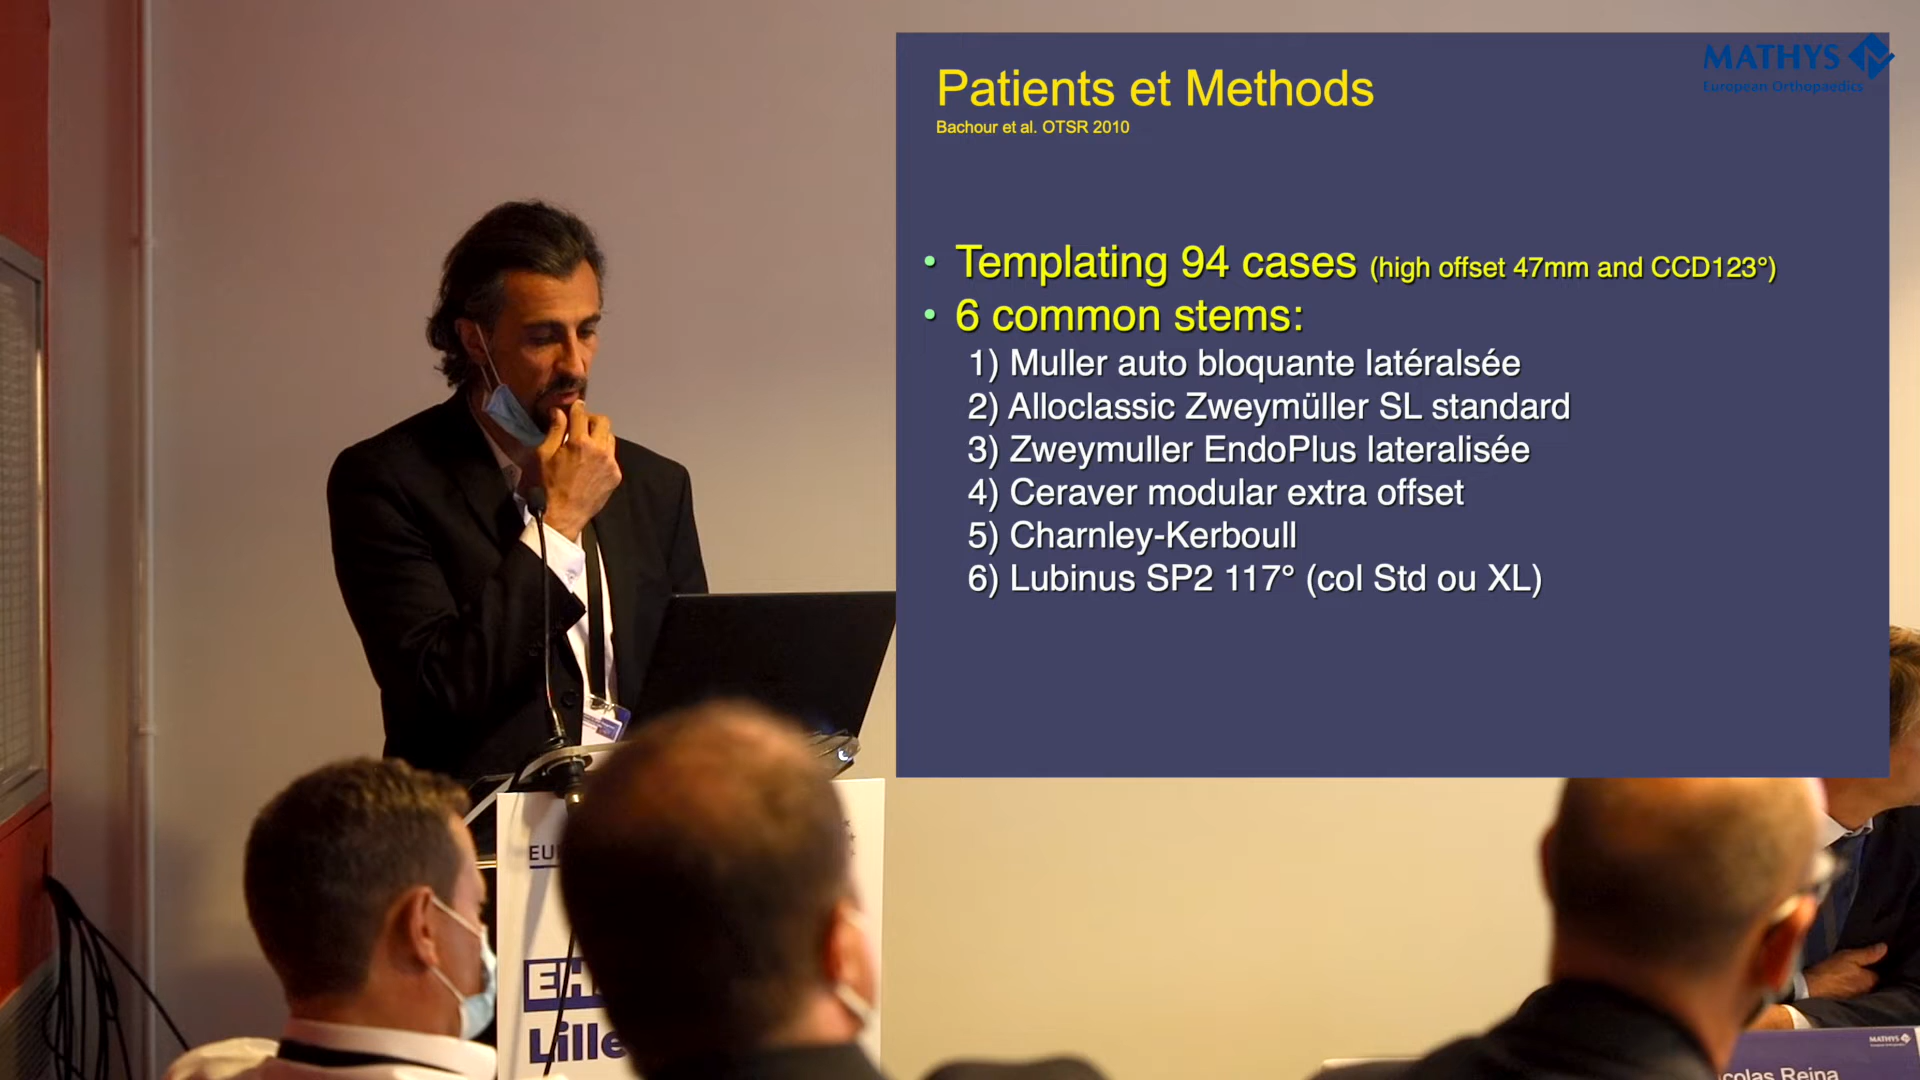 MATHYS
European Orthopaedics
Patients et Methods
Bachour et al. OTSR 2010
• Templating 94 cases (high offset 47mm and CCD123°)
• 6 common stems:
1) Muller auto bloquante latéralsée
2) Alloclassic Zweymüller SL standard
3) Zweymuller EndoPlus lateralisée
4) Ceraver modular extra offset
5) Charnley-Kerboull
6) Lubinus SP2 117° (col Std ou XL)
EU
EH
Lille
MATHYS
colas Reina